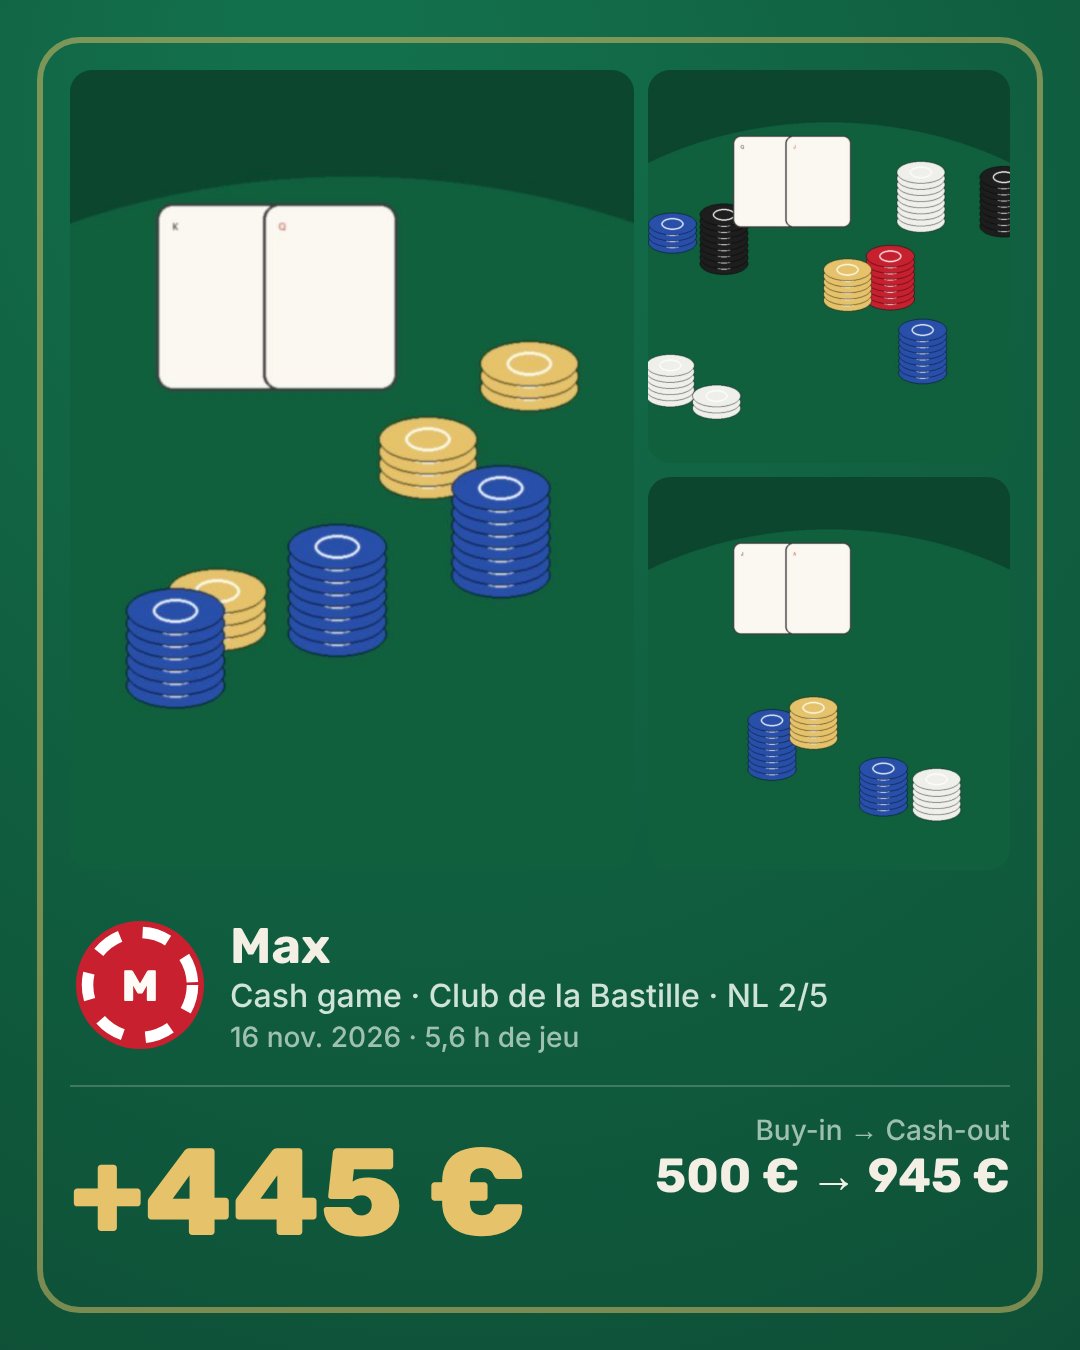 K Q
Q J
J A
M
Max
Cash game · Club de la Bastille · NL 2/5
16 nov. 2026 · 5,6 h de jeu
+445 €
Buy-in → Cash-out
500 € → 945 €